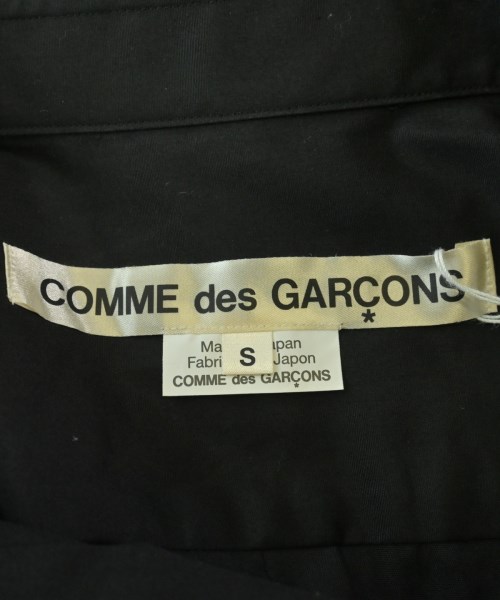 COMME des GARÇONS
*
Ma apan
S
Fabri Japon
COMME des GARÇONS
*